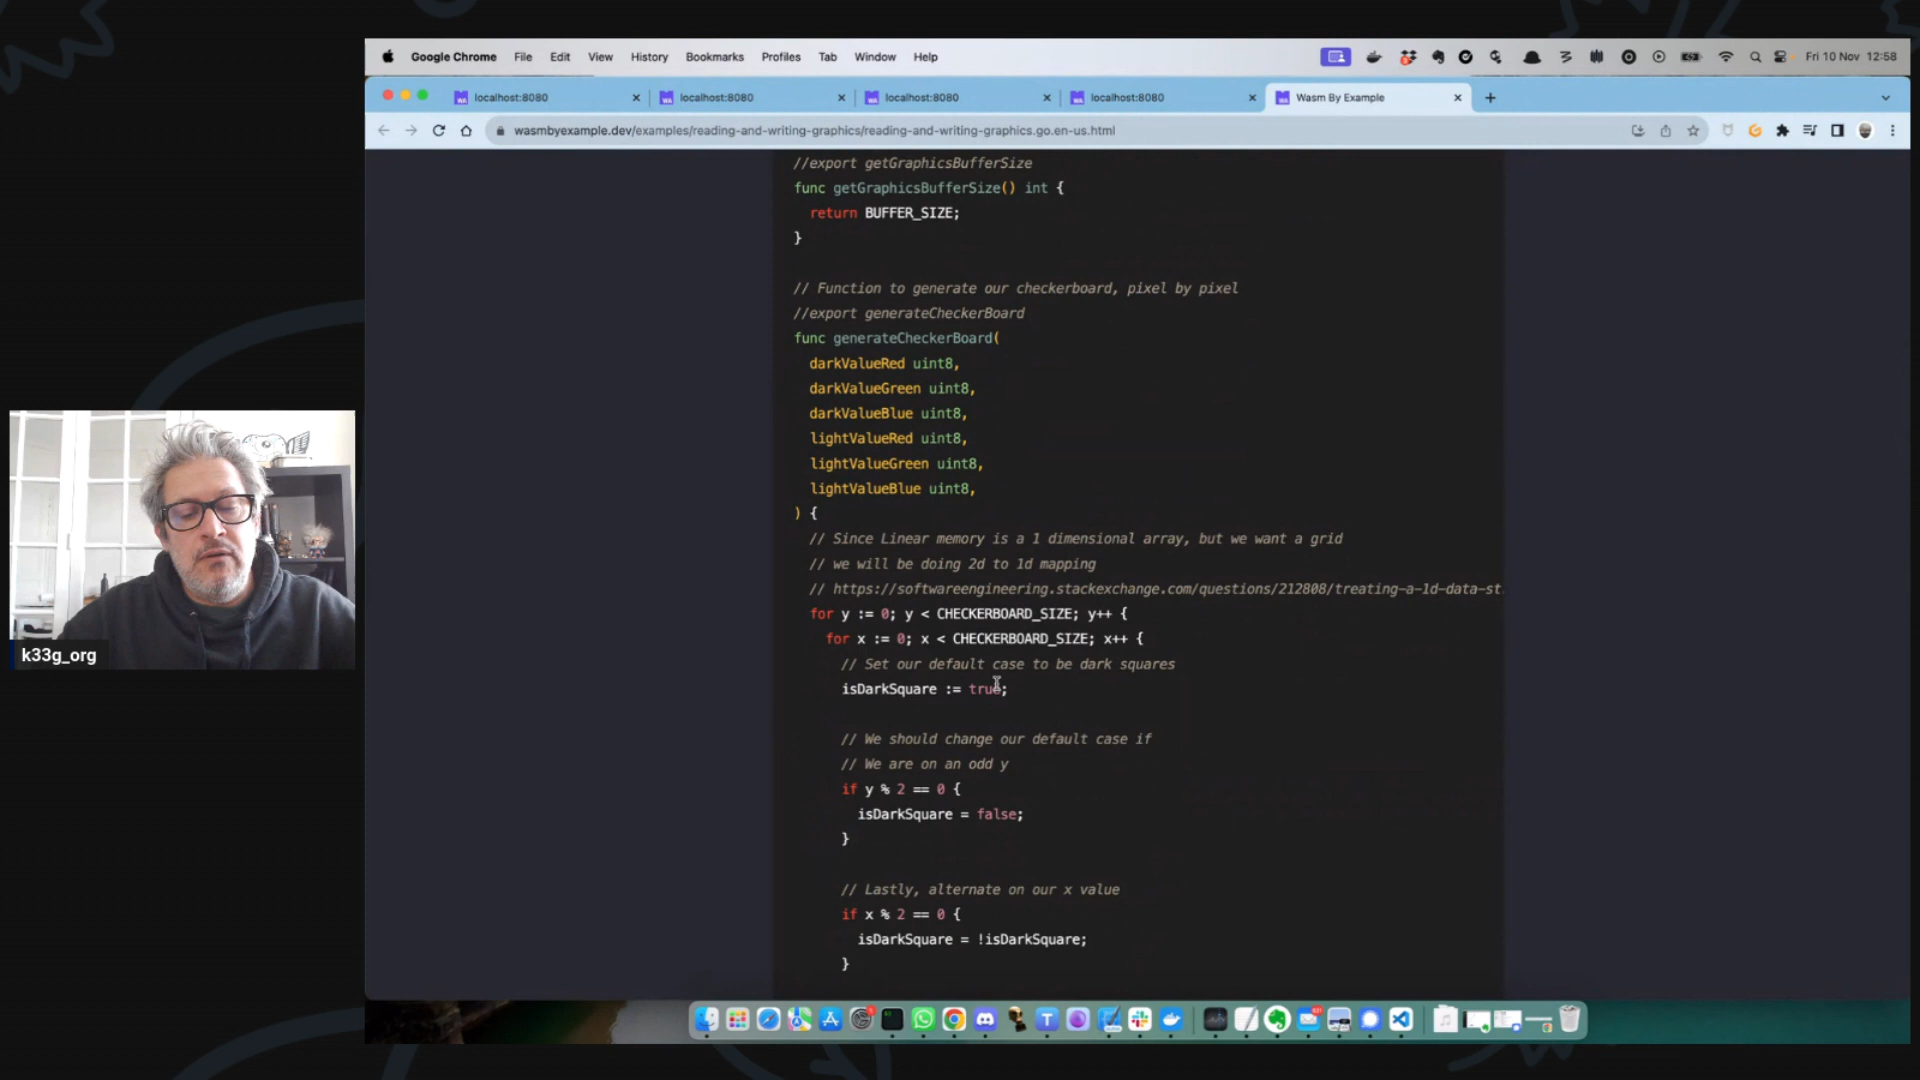 Google Chrome File Edit View History Bookmarks Profiles Tab Window Help Fri 10 Nov 12:58
localhost:8080 localhost:8080 localhost:8080 localhost:8080 Wasm By Example
wasmbyexample.dev/examples/reading-and-writing-graphics/reading-and-writing-graphics.go.en-us.html
//export getGraphicsBufferSize
func getGraphicsBufferSize() int {
return BUFFER_SIZE;
}
// Function to generate our checkerboard, pixel by pixel
//export generateCheckerBoard
func generateCheckerBoard(
darkValueRed uint8,
darkValueGreen uint8,
darkValueBlue uint8,
lightValueRed uint8,
lightValueGreen uint8,
lightValueBlue uint8,
) {
// Since Linear memory is a 1 dimensional array, but we want a grid
// we will be doing 2d to 1d mapping
// https://softwareengineering.stackexchange.com/questions/212808/treating-a-1d-data-st
for y := 0; y < CHECKERBOARD_SIZE; y++ {
for x := 0; x < CHECKERBOARD_SIZE; x++ {
// Set our default case to be dark squares
isDarkSquare := true;
// We should change our default case if
// We are on an odd y
if y % 2 == 0 {
isDarkSquare = false;
}
// Lastly, alternate on our x value
if x % 2 == 0 {
isDarkSquare = !isDarkSquare;
}
k33g_org